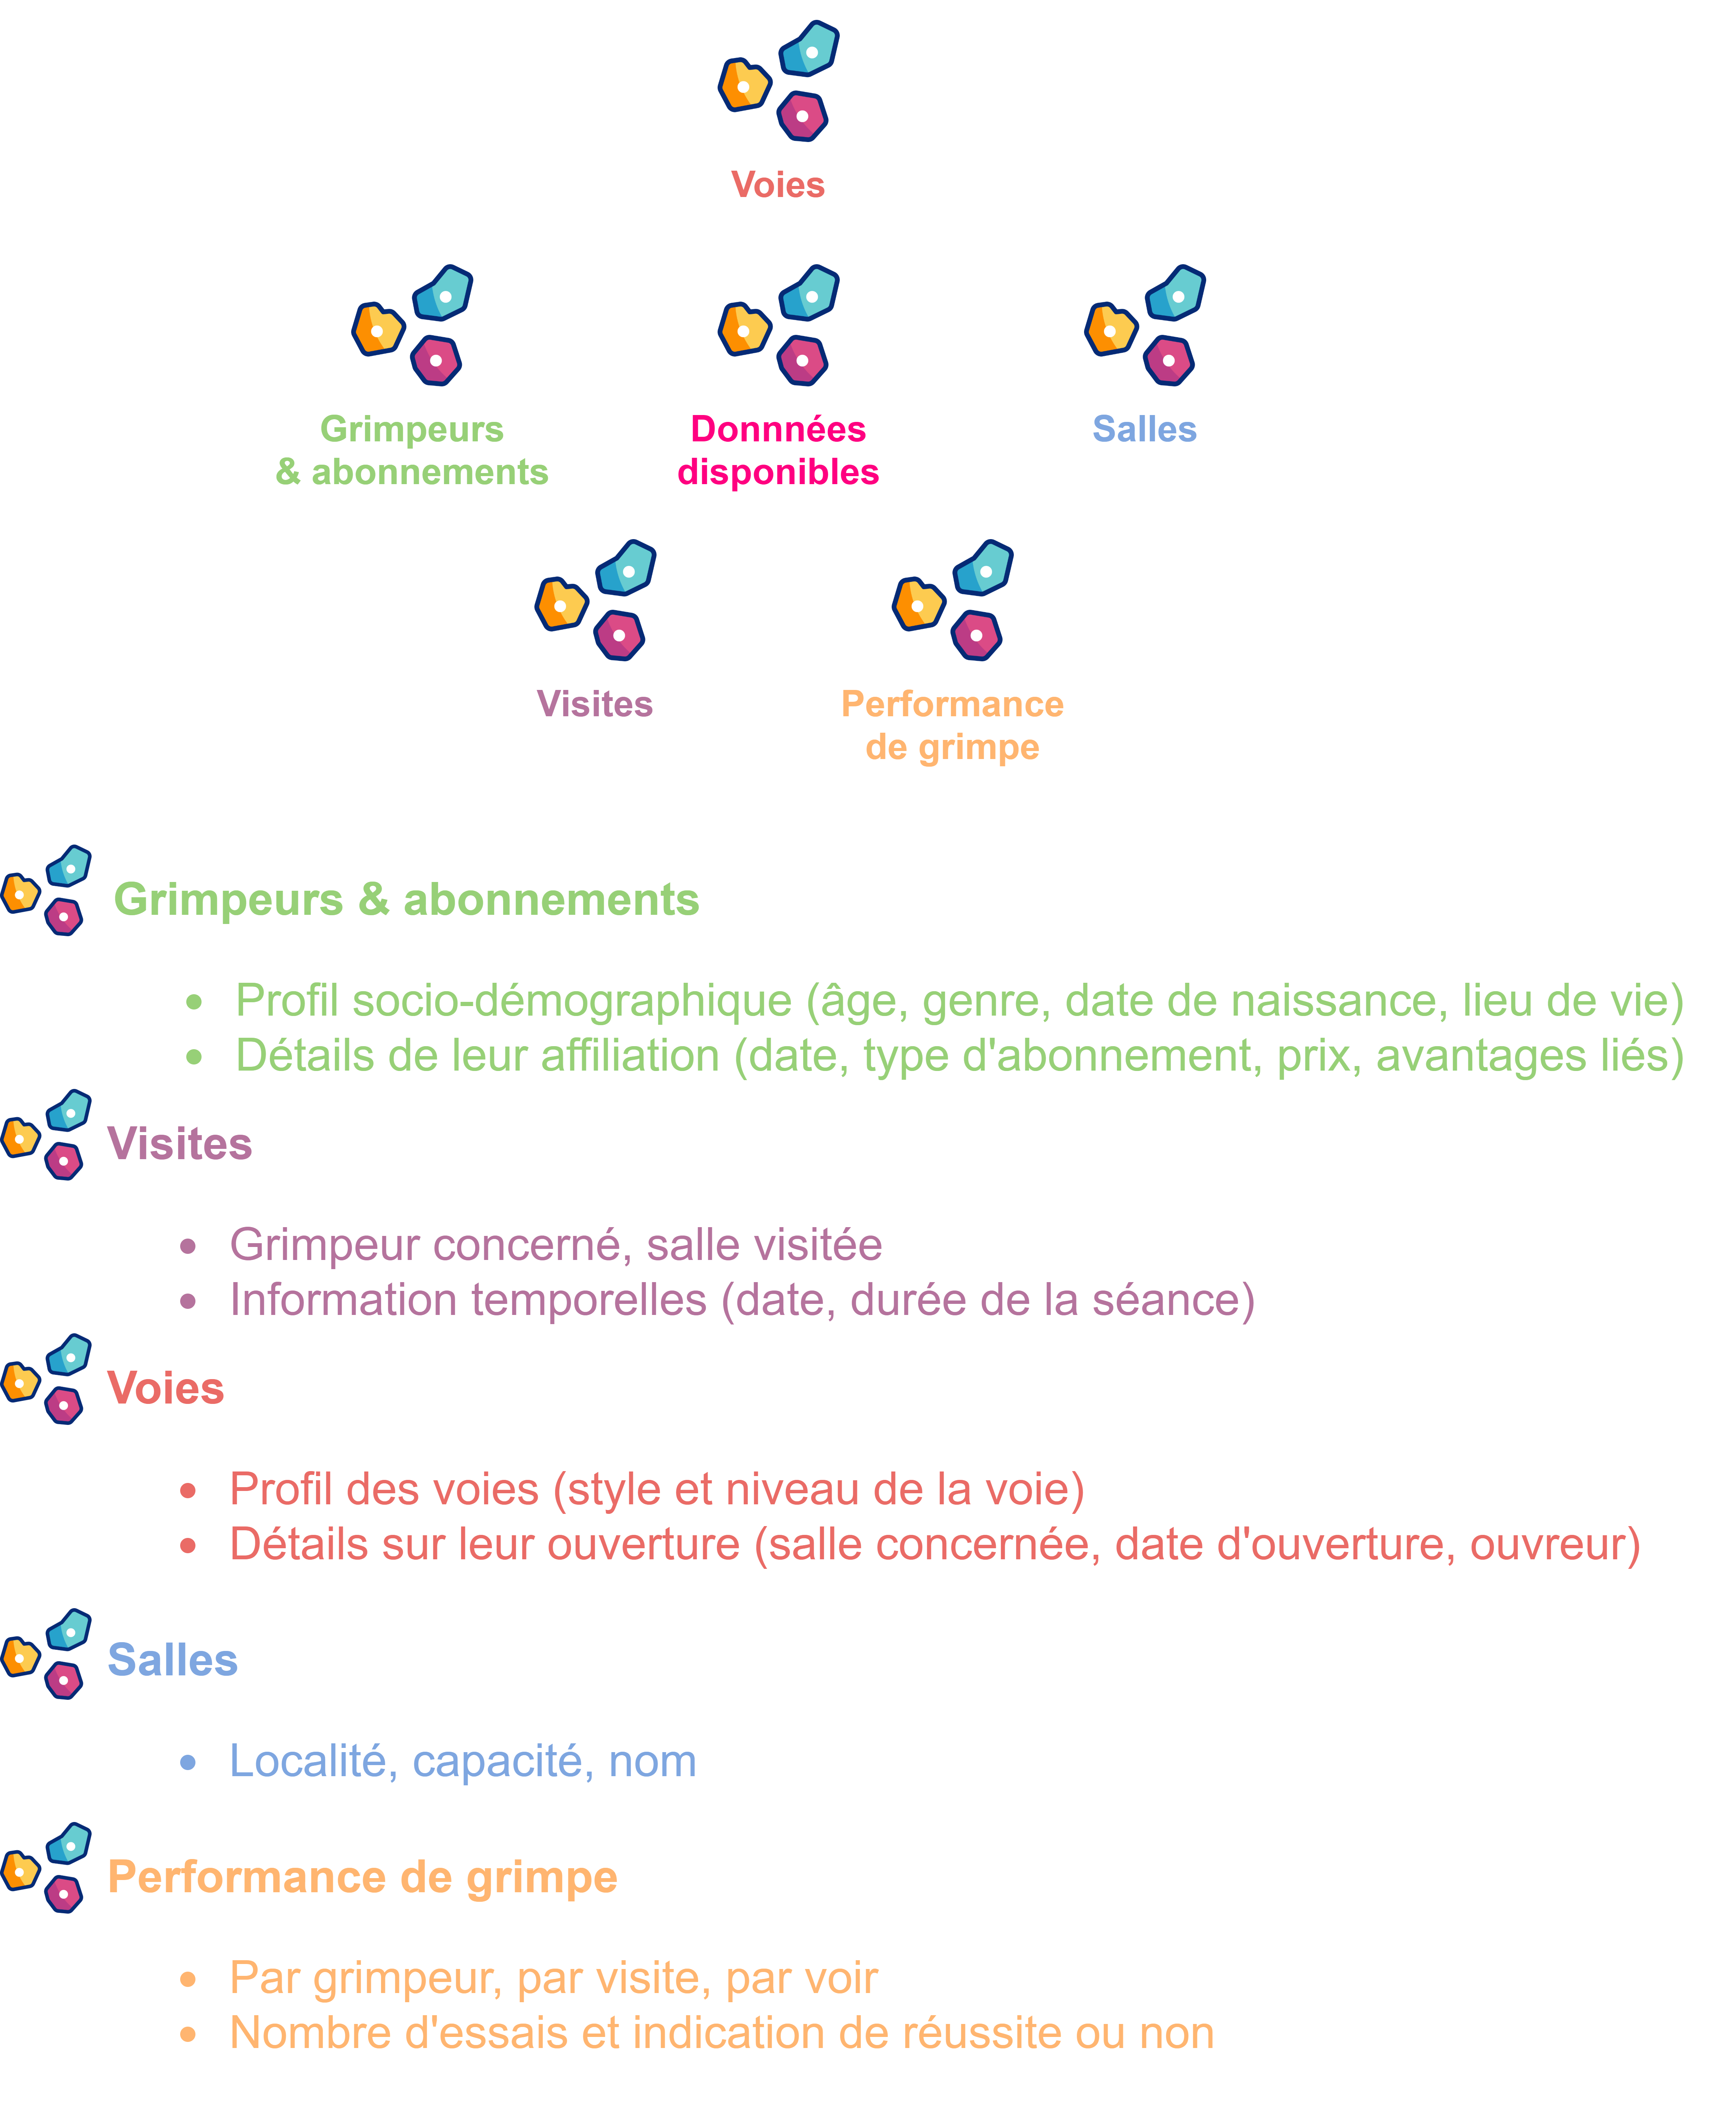 Voies
Grimpeurs
& abonnements
Donnnées
disponibles
Salles
Visites
Performance
de grimpe
Grimpeurs & abonnements
• Profil socio-démographique (âge, genre, date de naissance, lieu de vie)
• Détails de leur affiliation (date, type d'abonnement, prix, avantages liés)
Visites
• Grimpeur concerné, salle visitée
• Information temporelles (date, durée de la séance)
Voies
• Profil des voies (style et niveau de la voie)
• Détails sur leur ouverture (salle concernée, date d'ouverture, ouvreur)
Salles
• Localité, capacité, nom
Performance de grimpe
• Par grimpeur, par visite, par voir
• Nombre d'essais et indication de réussite ou non